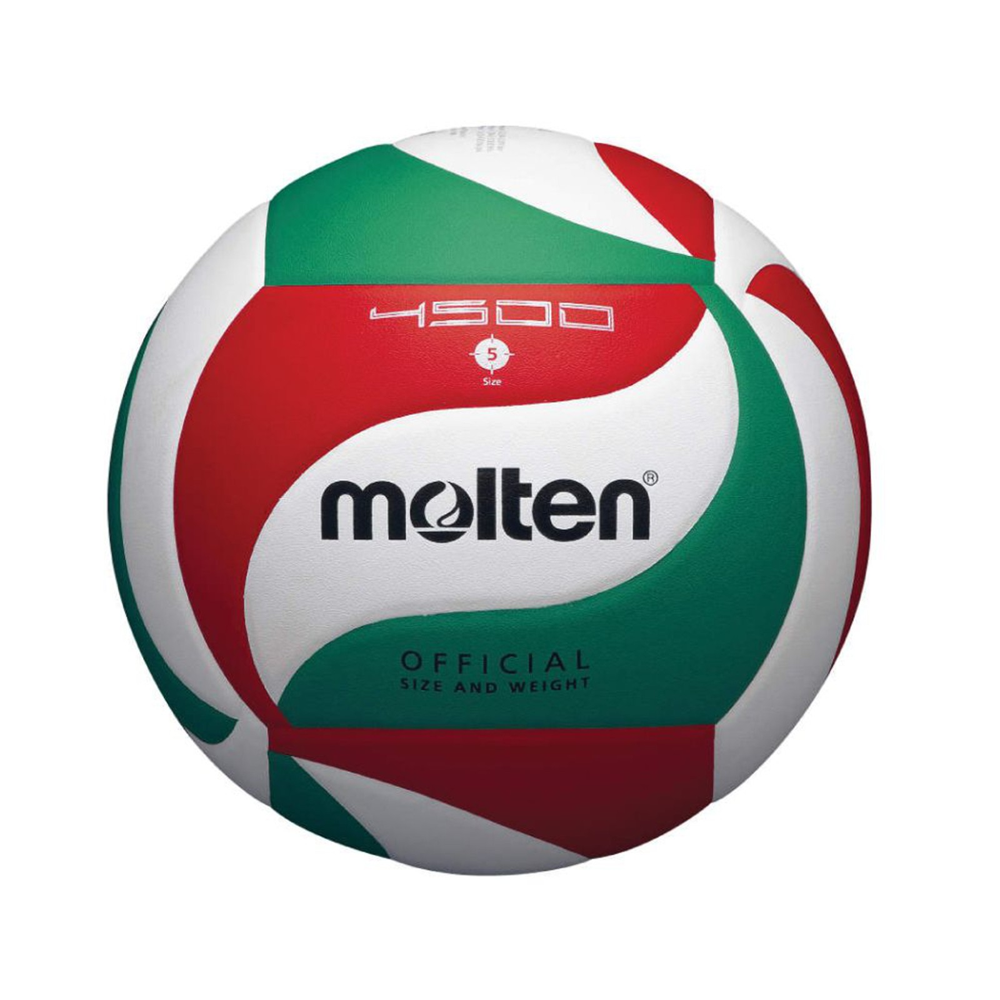 4500
5
Size
molten®
OFFICIAL
SIZE AND WEIGHT